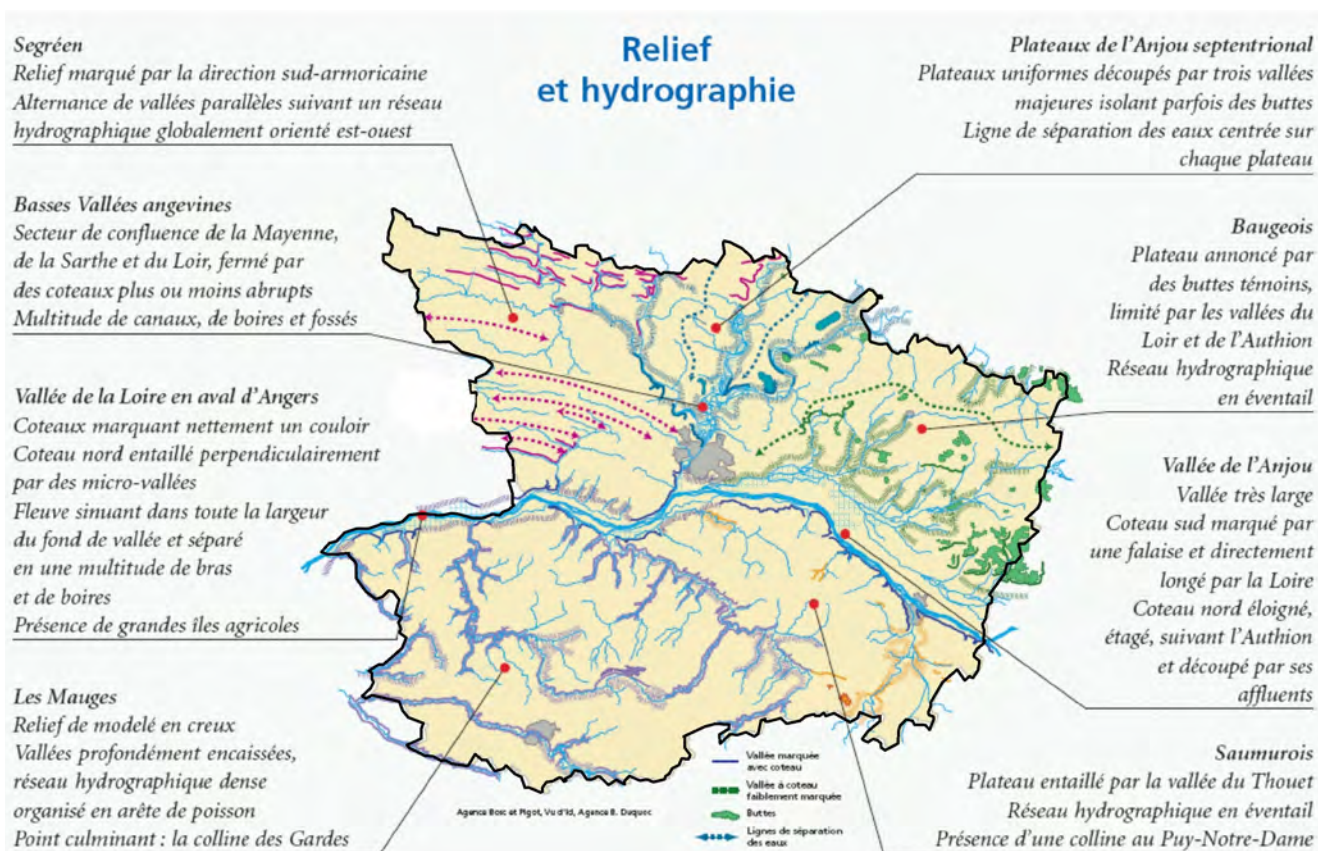 Relief
et hydrographie
Segréen
Relief marqué par la direction sud-armoricaine
Alternance de vallées parallèles suivant un réseau
hydrographique globalement orienté est-ouest
Basses Vallées angevines
Secteur de confluence de la Mayenne,
de la Sarthe et du Loir, fermé par
des coteaux plus ou moins abrupts
Multitude de canaux, de boires et fossés
Vallée de la Loire en aval d'Angers
Coteaux marquant nettement un couloir
Coteau nord entaillé perpendiculairement
par des micro-vallées
Fleuve sinuant dans toute la largeur
du fond de vallée et séparé
en une multitude de bras
et de boires
Présence de grandes îles agricoles
Les Mauges
Relief de modelé en creux
Vallées profondément encaissées,
réseau hydrographique dense
organisé en arête de poisson
Point culminant : la colline des Gardes
Plateaux de l'Anjou septentrional
Plateaux uniformes découpés par trois vallées
majeures isolant parfois des buttes
Ligne de séparation des eaux centrée sur
chaque plateau
Baugeois
Plateau annoncé par
des buttes témoins,
limité par les vallées du
Loir et de l'Authion
Réseau hydrographique
en éventail
Vallée de l'Anjou
Vallée très large
Coteau sud marqué par
une falaise et directement
longé par la Loire
Coteau nord éloigné,
étagé, suivant l'Authion
et découpé par ses
affluents
Saumurois
Plateau entaillé par la vallée du Thouet
Réseau hydrographique en éventail
Présence d'une colline au Puy-Notre-Dame
Vallée marquée
avec coteau
Vallée à coteau
faiblement marquée
Buttes
Lignes de séparation
des eaux
Agence Bosc et Pigot, Vu d'Ici, Agence B. Duquoc